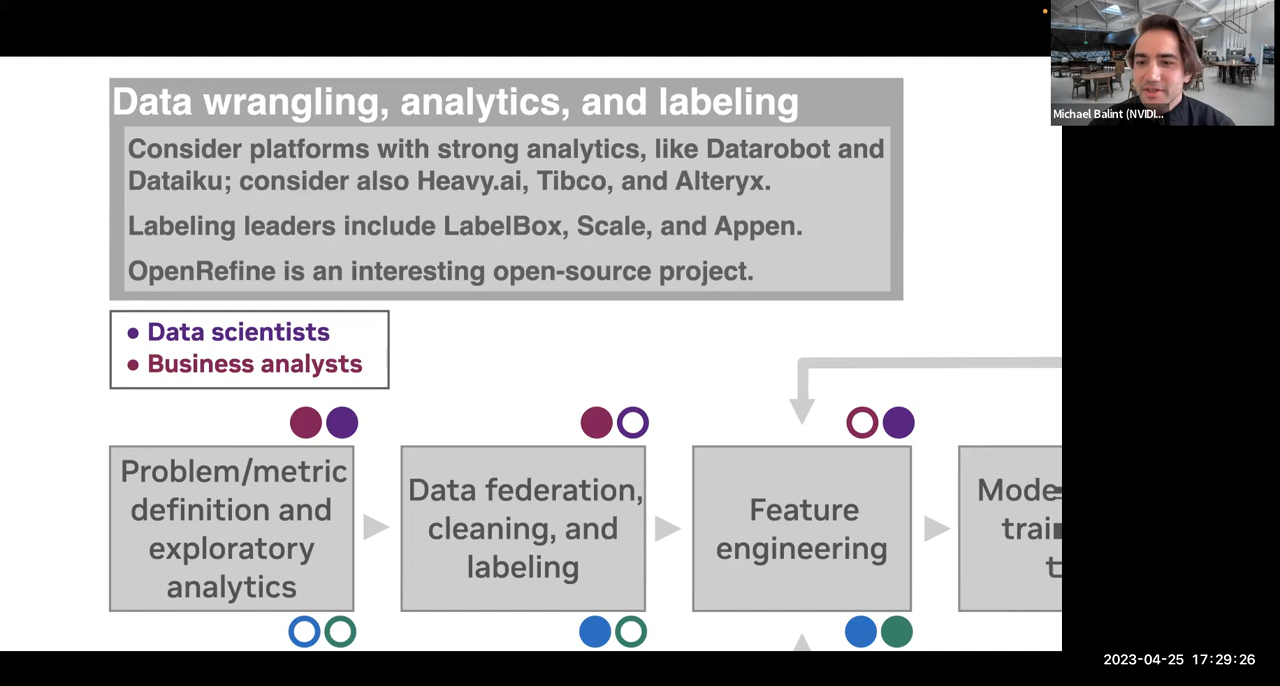 Data wrangling, analytics, and labeling
Consider platforms with strong analytics, like Datarobot and
Dataiku; consider also Heavy.ai, Tibco, and Alteryx.
Labeling leaders include LabelBox, Scale, and Appen.
OpenRefine is an interesting open-source project.
• Data scientists
• Business analysts
Problem/metric
definition and
exploratory
analytics
Data federation,
cleaning, and
labeling
Feature
engineering
Mode
trai
t
Michael Balint (NVIDI...
2023-04-25 17:29:26